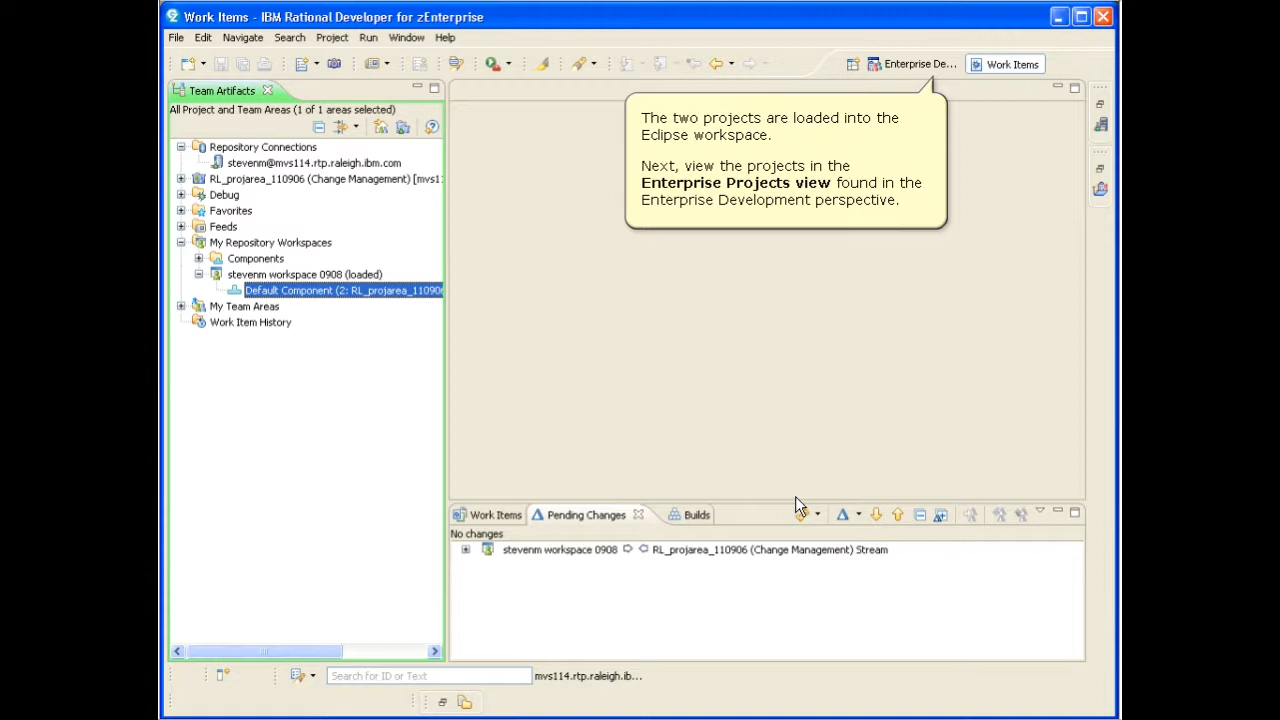 Work Items - IBM Rational Developer for zEnterprise
File Edit Navigate Search Project Run Window Help
Enterprise De...
Work Items
Team Artifacts
All Project and Team Areas (1 of 1 areas selected)
Repository Connections
stevenm@mvs114.rtp.raleigh.ibm.com
RL_projarea_110906 (Change Management) [mvs1
Debug
Favorites
Feeds
My Repository Workspaces
Components
stevenm workspace 0908 (loaded)
Default Component (2: RL_projarea_110906
My Team Areas
Work Item History
The two projects are loaded into the
Eclipse workspace.
Next, view the projects in the
Enterprise Projects view found in the
Enterprise Development perspective.
Work Items
Pending Changes
Builds
No changes
stevenm workspace 0908
RL_projarea_110906 (Change Management) Stream
Search for ID or Text
mvs114.rtp.raleigh.ib...